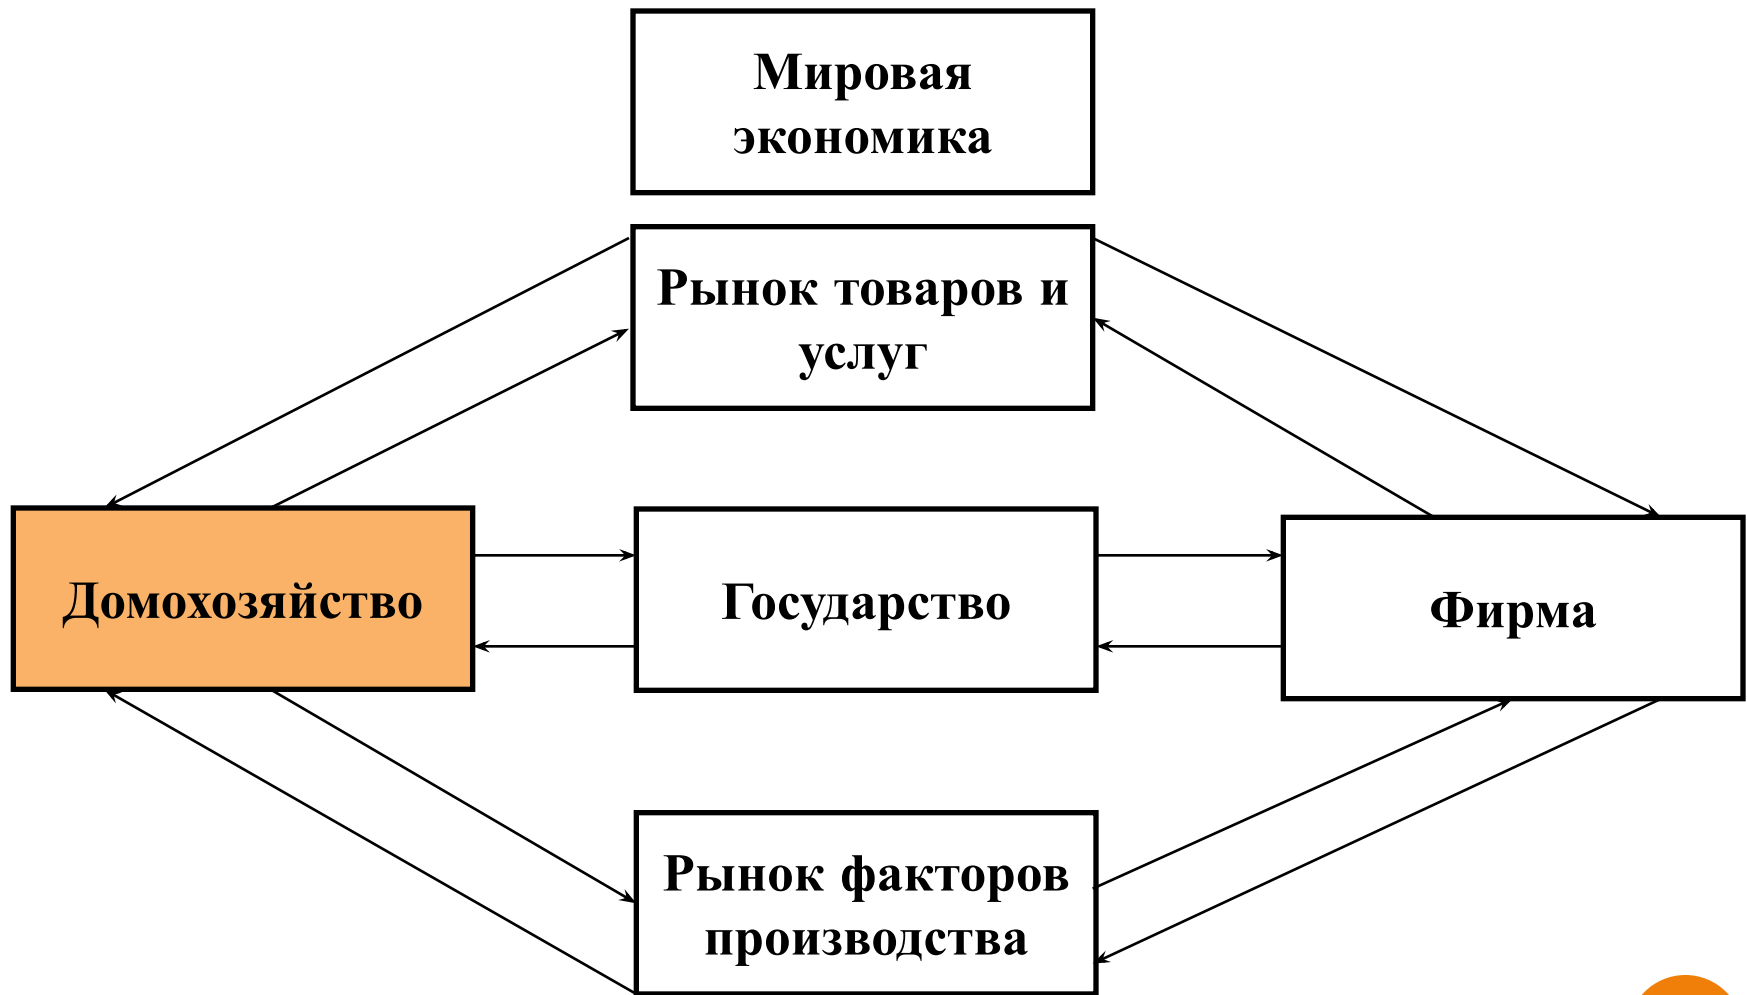 Мировая
экономика
Рынок товаров и
услуг
Домохозяйство
Государство
Фирма
Рынок факторов
производства